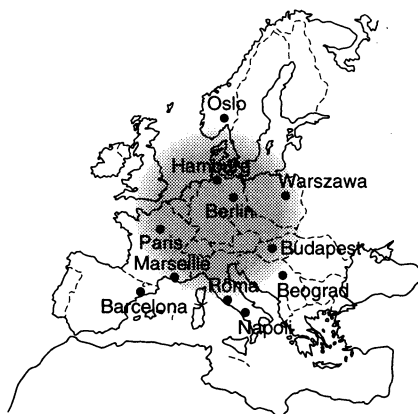 Oslo
Hamburg
Warszawa
Berlin
Paris
Budapest
Marseille
Roma
Beograd
Barcelona
Napoli